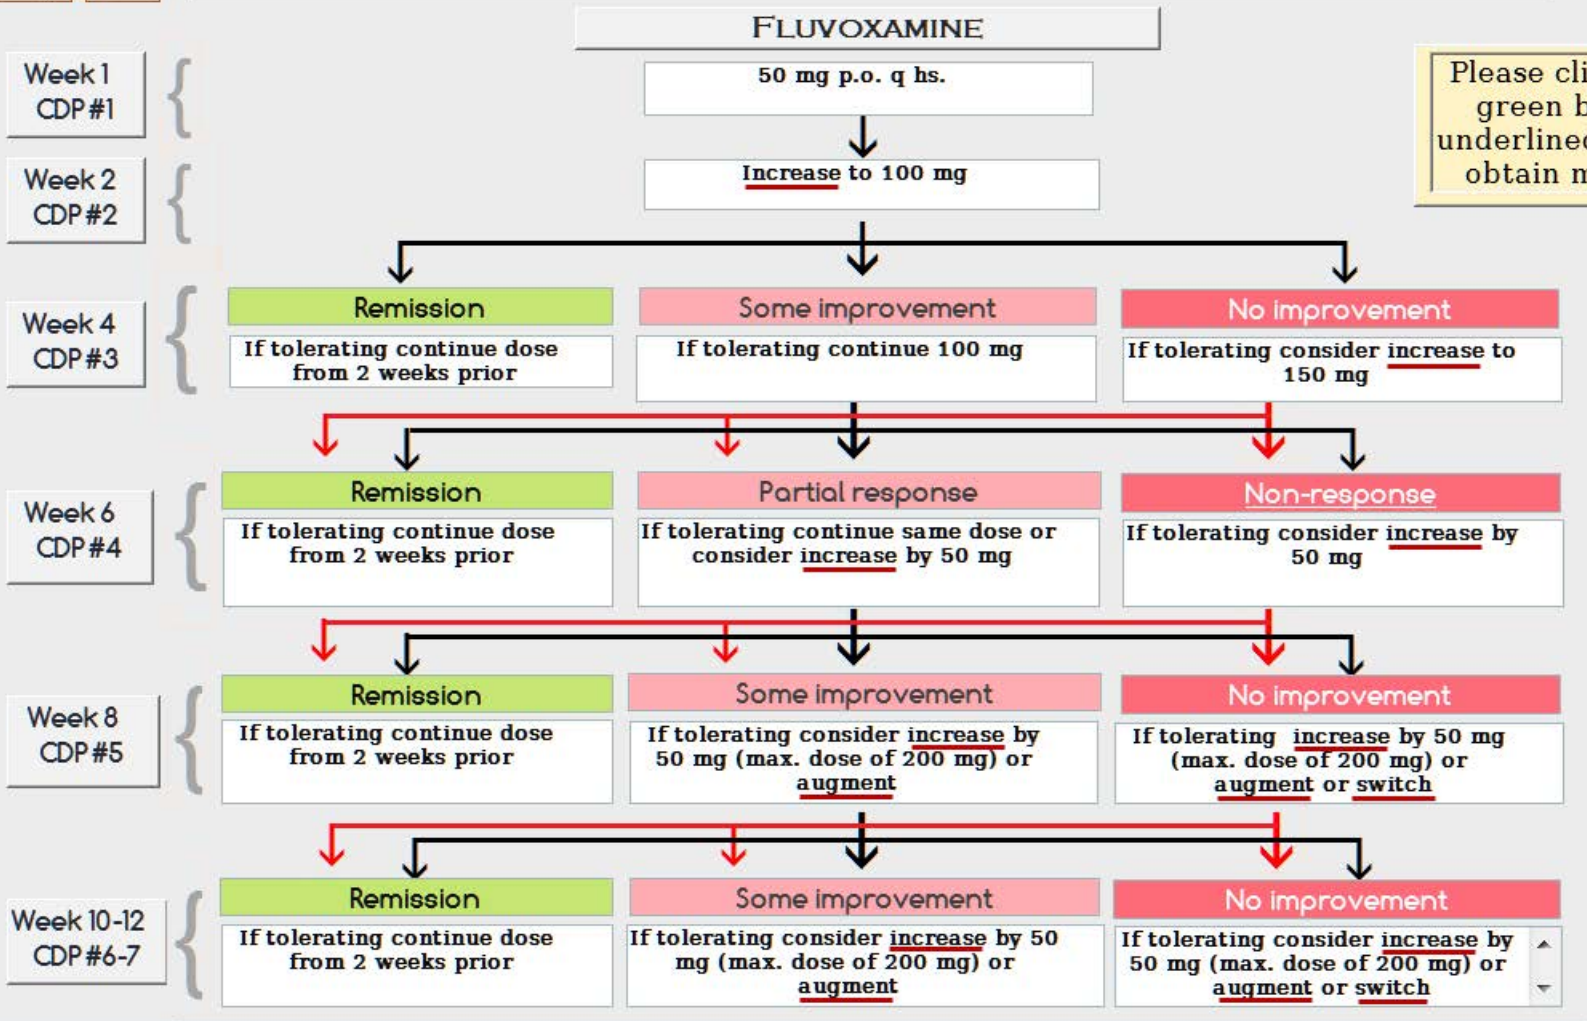 FLUVOXAMINE
Week 1
CDP #1
50 mg p.o. q hs.
Please cli
green b
underlined
obtain m
Week 2
CDP #2
Increase to 100 mg
Week 4
CDP #3
Remission
If tolerating continue dose
from 2 weeks prior
Some improvement
If tolerating continue 100 mg
No improvement
If tolerating consider increase to
150 mg
Week 6
CDP #4
Remission
If tolerating continue dose
from 2 weeks prior
Partial response
If tolerating continue same dose or
consider increase by 50 mg
Non-response
If tolerating consider increase by
50 mg
Week 8
CDP #5
Remission
If tolerating continue dose
from 2 weeks prior
Some improvement
If tolerating consider increase by
50 mg (max. dose of 200 mg) or
augment
No improvement
If tolerating increase by 50 mg
(max. dose of 200 mg) or
augment or switch
Week 10-12
CDP #6-7
Remission
If tolerating continue dose
from 2 weeks prior
Some improvement
If tolerating consider increase by 50
mg (max. dose of 200 mg) or
augment
No improvement
If tolerating consider increase by
50 mg (max. dose of 200 mg) or
augment or switch